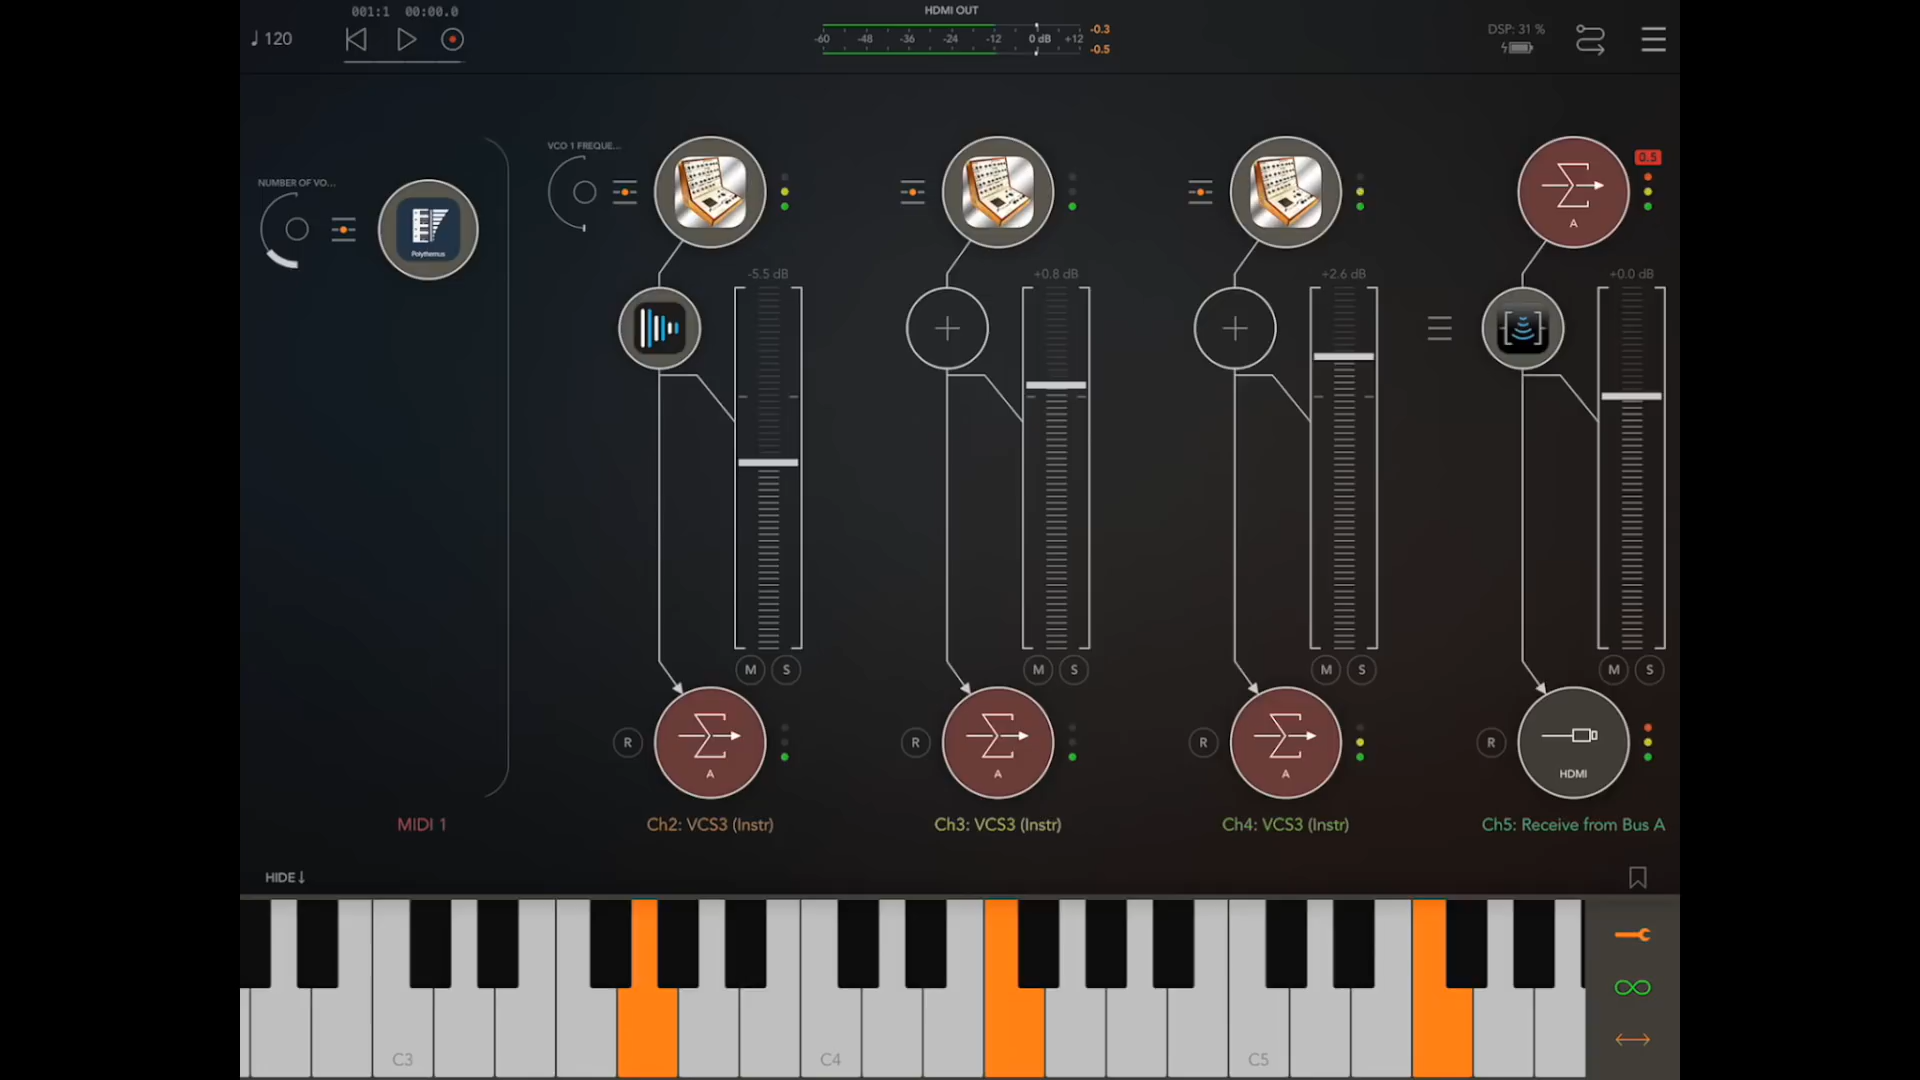 001:1 00:00.0
♩ 120
HDMI OUT
-60 -48 -36 -24 -12 0 dB +12
-0.3
-0.5
DSP: 31 %
NUMBER OF VO...
Polythemus
VCO 1 FREQUE...
A
0.5
-5.5 dB
+0.8 dB
+2.6 dB
+0.0 dB
M S
M S
M S
M S
R A
R A
R A
R HDMI
MIDI 1
Ch2: VCS3 (Instr)
Ch3: VCS3 (Instr)
Ch4: VCS3 (Instr)
Ch5: Receive from Bus A
HIDE↓
C3
C4
C5